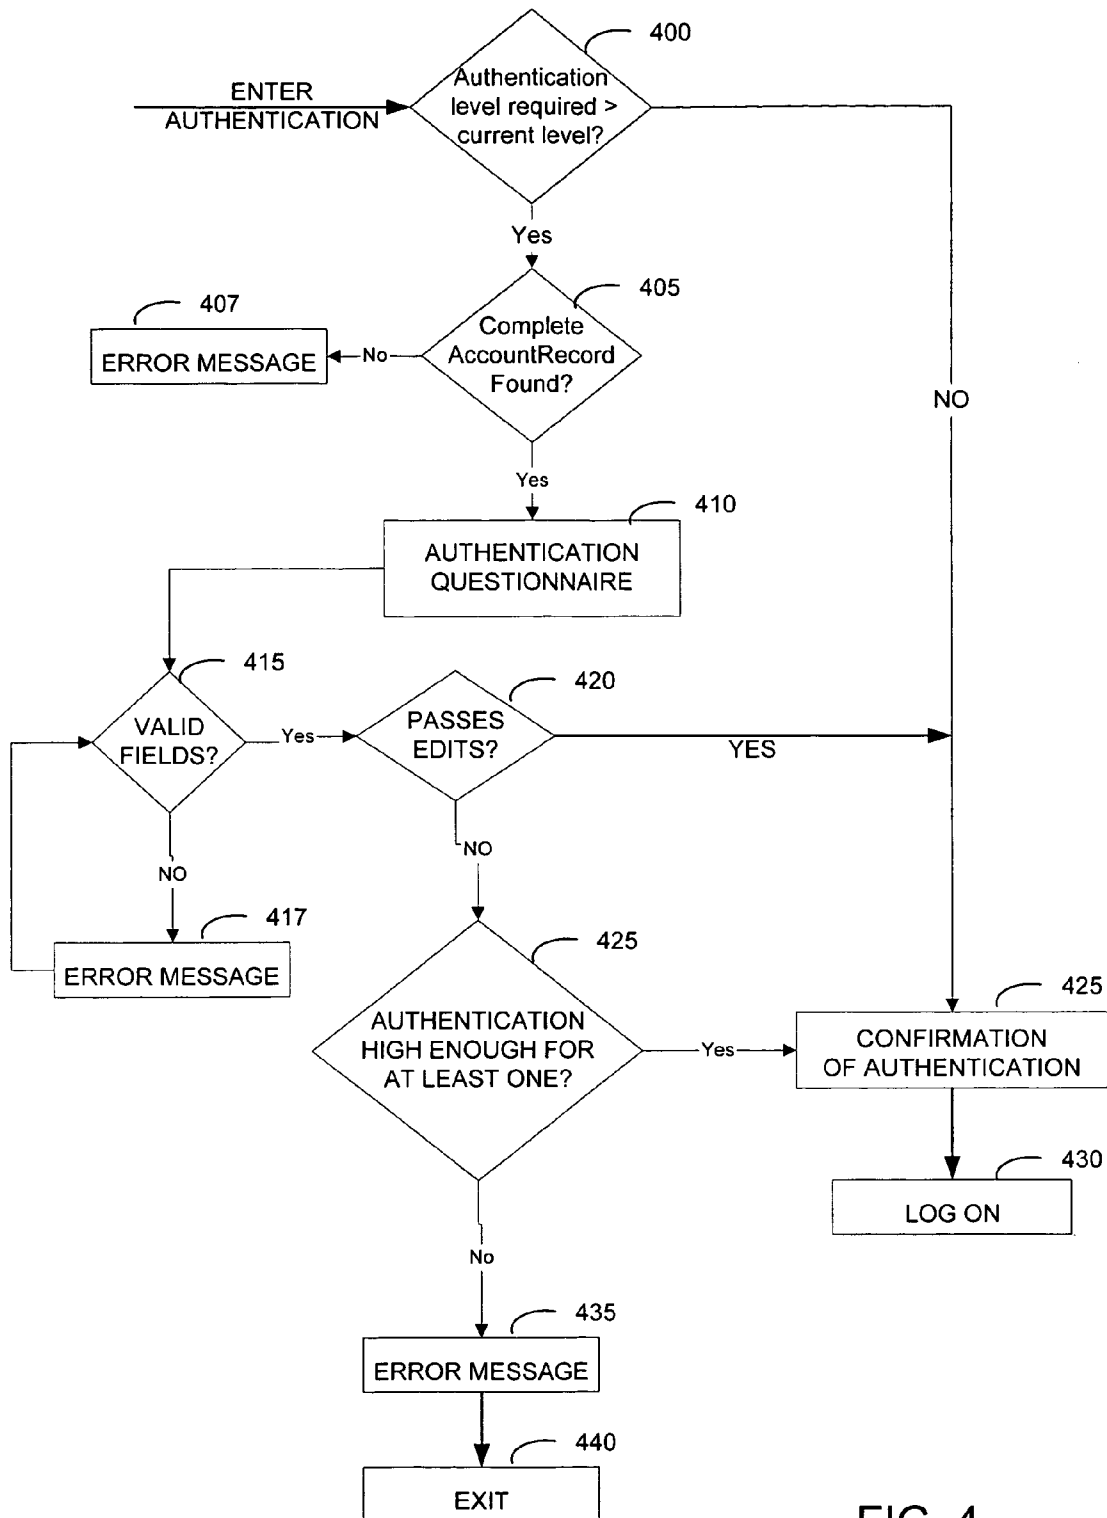 400
Authentication
level required >
current level?
ENTER
AUTHENTICATION
Yes
405
Complete
AccountRecord
Found?
407
ERROR MESSAGE
No
NO
Yes
410
AUTHENTICATION
QUESTIONNAIRE
415
VALID
FIELDS?
Yes
420
PASSES
EDITS?
YES
NO
NO
417
ERROR MESSAGE
425
AUTHENTICATION
HIGH ENOUGH FOR
AT LEAST ONE?
Yes
425
CONFIRMATION
OF AUTHENTICATION
430
LOG ON
No
435
ERROR MESSAGE
440
EXIT
FIG. 4